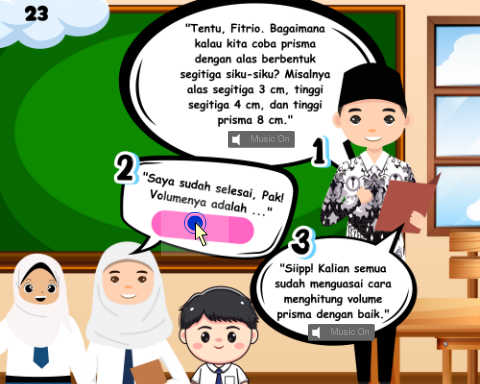 23
"Tentu, Fitrio. Bagaimana
kalau kita coba prisma
dengan alas berbentuk
segitiga siku-siku? Misalnya
alas segitiga 3 cm, tinggi
segitiga 4 cm, dan tinggi
prisma 8 cm."
Music On
1
2
"Saya sudah selesai, Pak!
Volumenya adalah ..."
3
"Siipp! Kalian semua
sudah menguasai cara
menghitung volume
prisma dengan baik."
Music On